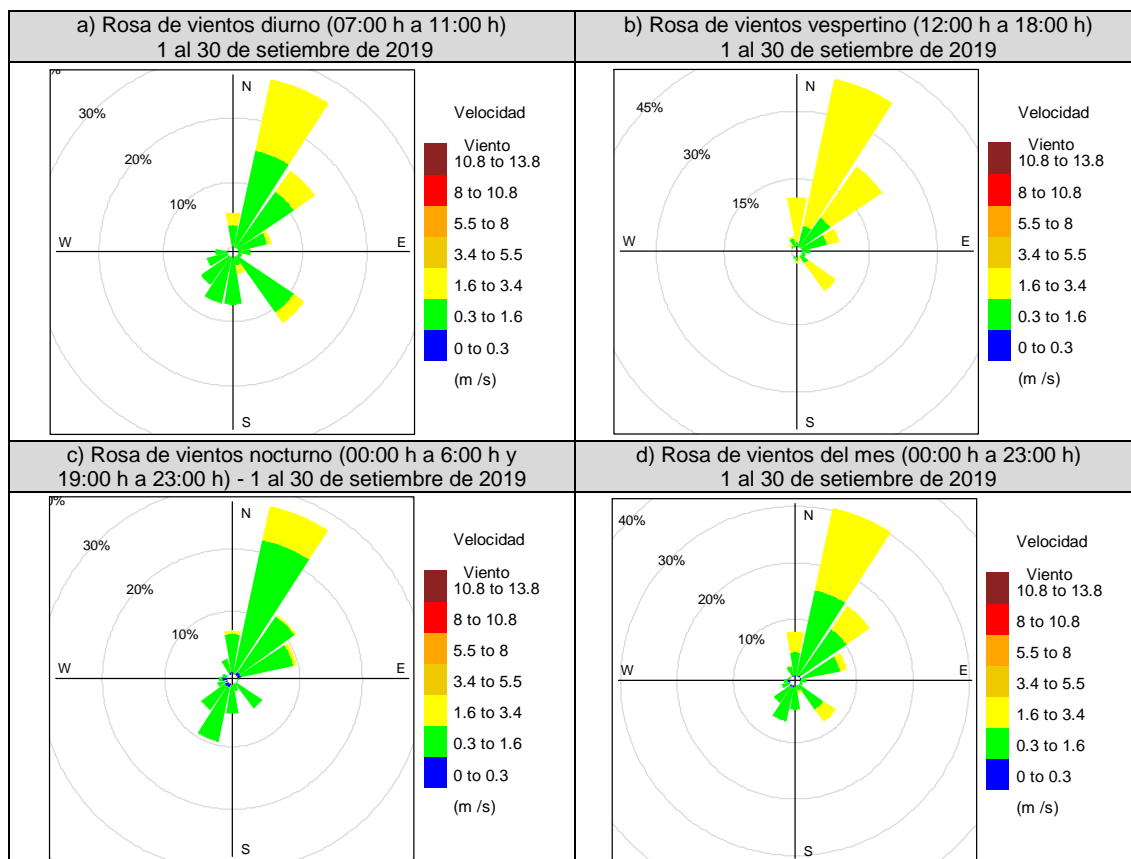 a) Rosa de vientos diurno (07:00 h a 11:00 h)
1 al 30 de setiembre de 2019
b) Rosa de vientos vespertino (12:00 h a 18:00 h)
1 al 30 de setiembre de 2019
N
30%
20%
10%
W
E
S
Velocidad
Viento
10.8 to 13.8
8 to 10.8
5.5 to 8
3.4 to 5.5
1.6 to 3.4
0.3 to 1.6
0 to 0.3
(m /s)
N
45%
30%
15%
W
E
S
Velocidad
Viento
10.8 to 13.8
8 to 10.8
5.5 to 8
3.4 to 5.5
1.6 to 3.4
0.3 to 1.6
0 to 0.3
(m /s)
c) Rosa de vientos nocturno (00:00 h a 6:00 h y
19:00 h a 23:00 h) - 1 al 30 de setiembre de 2019
d) Rosa de vientos del mes (00:00 h a 23:00 h)
1 al 30 de setiembre de 2019
N
30%
20%
10%
W
E
S
Velocidad
Viento
10.8 to 13.8
8 to 10.8
5.5 to 8
3.4 to 5.5
1.6 to 3.4
0.3 to 1.6
0 to 0.3
(m /s)
40%
N
30%
20%
10%
W
E
S
Velocidad
Viento
10.8 to 13.8
8 to 10.8
5.5 to 8
3.4 to 5.5
1.6 to 3.4
0.3 to 1.6
0 to 0.3
(m /s)